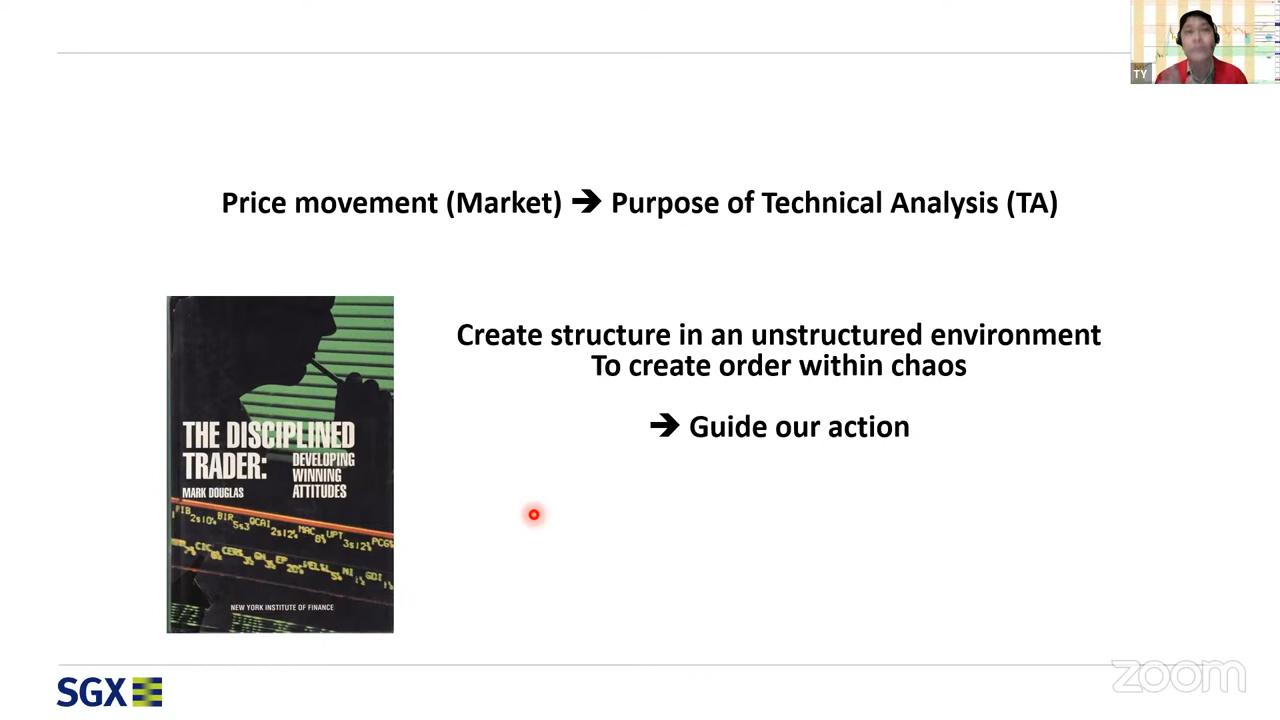 TY
Price movement (Market) ➔ Purpose of Technical Analysis (TA)
Create structure in an unstructured environment
To create order within chaos
➔ Guide our action
THE DISCIPLINED
TRADER:
DEVELOPING
WINNING
ATTITUDES
MARK DOUGLAS
NEW YORK INSTITUTE OF FINANCE
SGX
zoom